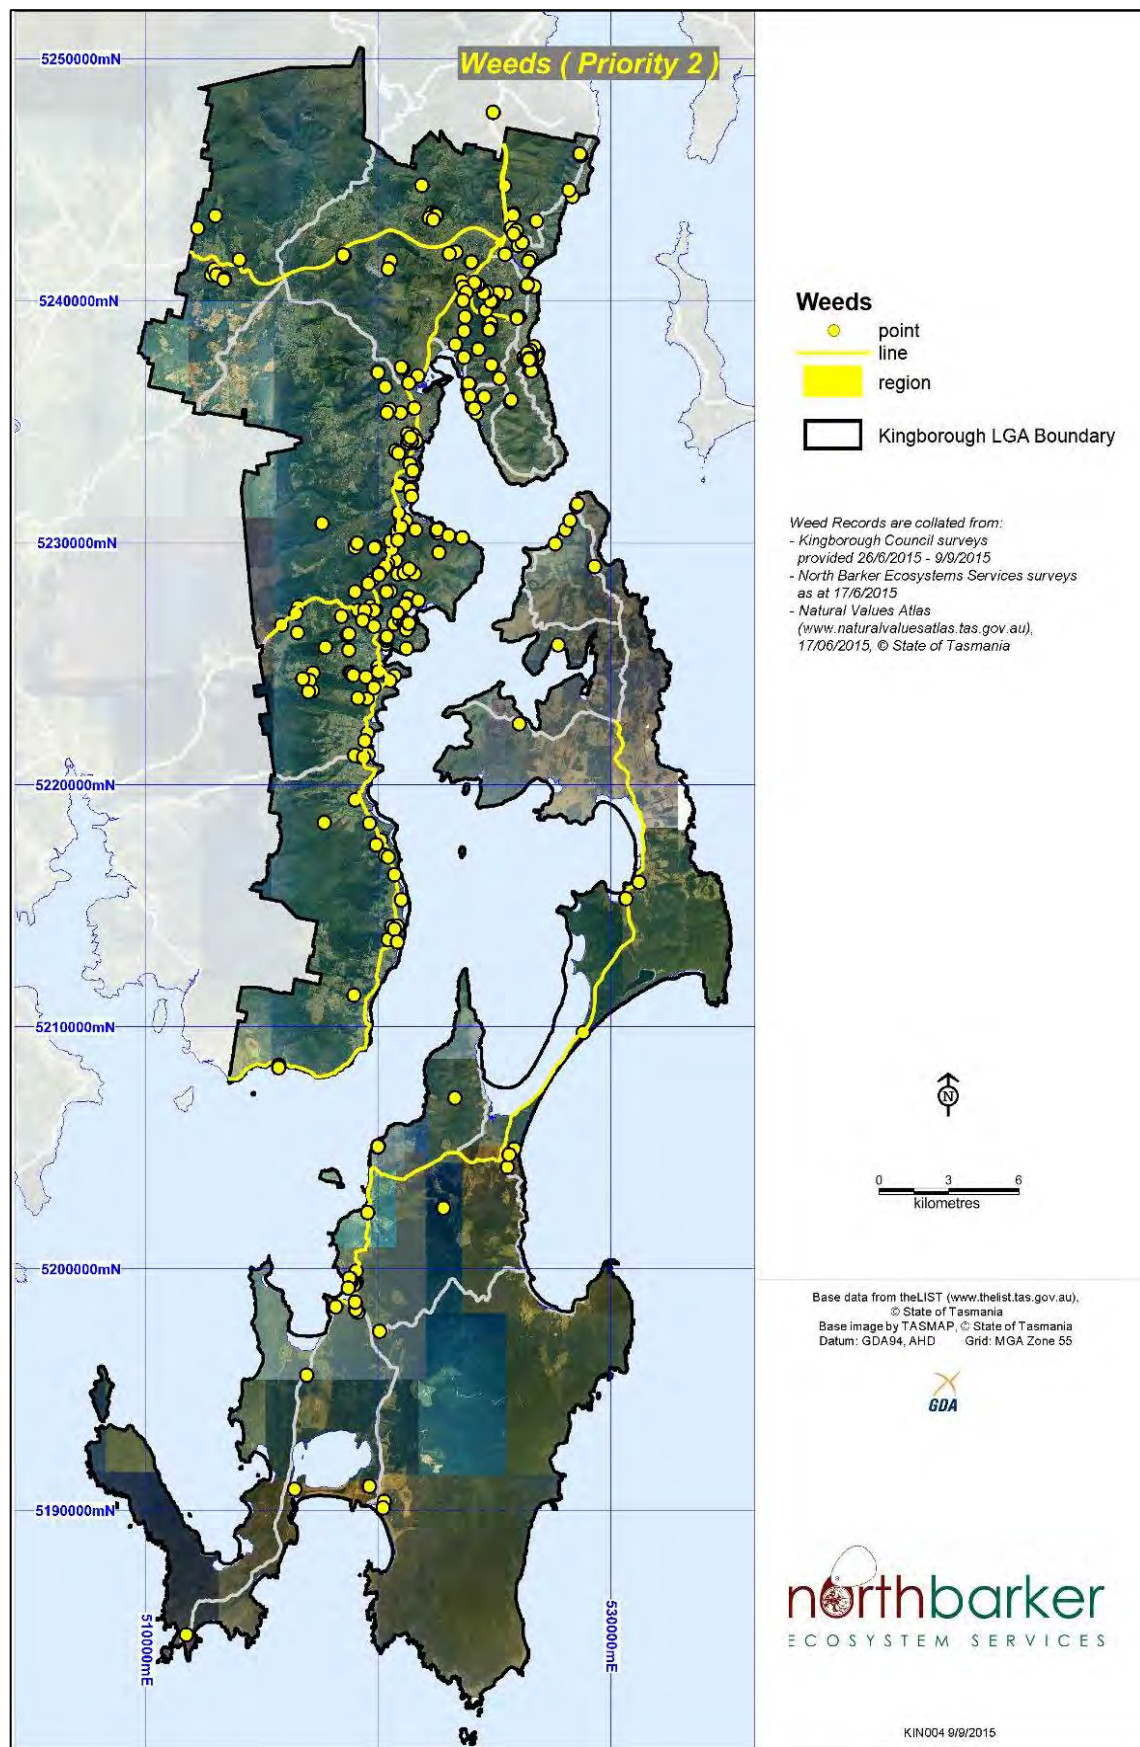 Weeds ( Priority 2 )
5250000mN
5240000mN
5230000mN
5220000mN
5210000mN
5200000mN
5190000mN
510000mE
530000mE
Weeds
point
line
region
Kingborough LGA Boundary
Weed Records are collated from:
- Kingborough Council surveys
provided 26/6/2015 - 9/9/2015
- North Barker Ecosystems Services surveys
as at 17/6/2015
- Natural Values Atlas
(www.naturalvaluesatlas.tas.gov.au),
17/06/2015, © State of Tasmania
N
0 3 6
kilometres
Base data from theLIST (www.thelist.tas.gov.au),
© State of Tasmania
Base image by TASMAP, © State of Tasmania
Datum: GDA94, AHD Grid: MGA Zone 55
GDA
northbarker
ECOSYSTEM SERVICES
KIN004 9/9/2015